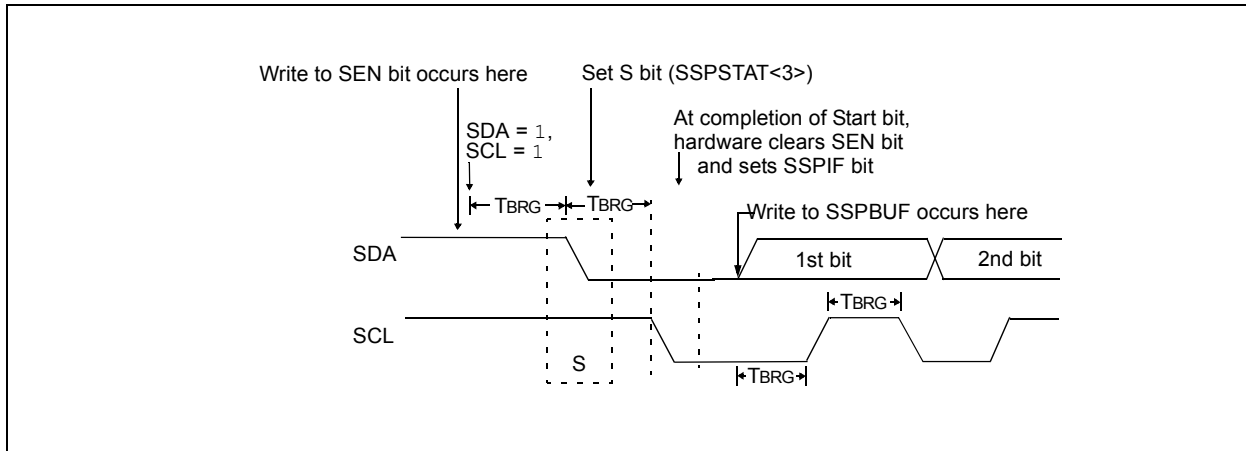 Write to SEN bit occurs here
Set S bit (SSPSTAT<3>)
SDA = 1,
SCL = 1
At completion of Start bit,
hardware clears SEN bit
and sets SSPIF bit
TBRG
TBRG
Write to SSPBUF occurs here
SDA
1st bit
2nd bit
TBRG
SCL
S
TBRG